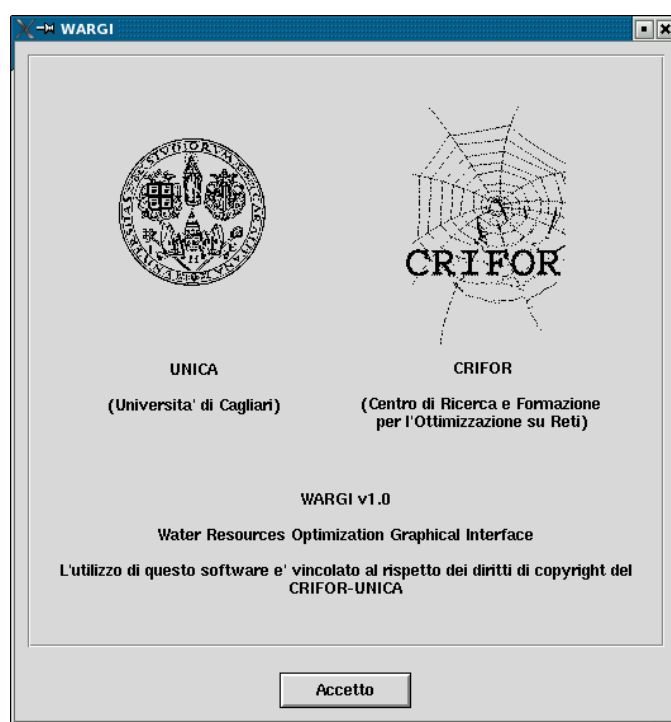 WARGI
CRIFOR
UNICA
CRIFOR
(Universita' di Cagliari)
(Centro di Ricerca e Formazione
per l'Ottimizzazione su Reti)
WARGI v1.0
Water Resources Optimization Graphical Interface
L'utilizzo di questo software e' vincolato al rispetto dei diritti di copyright del
CRIFOR-UNICA
Accetto